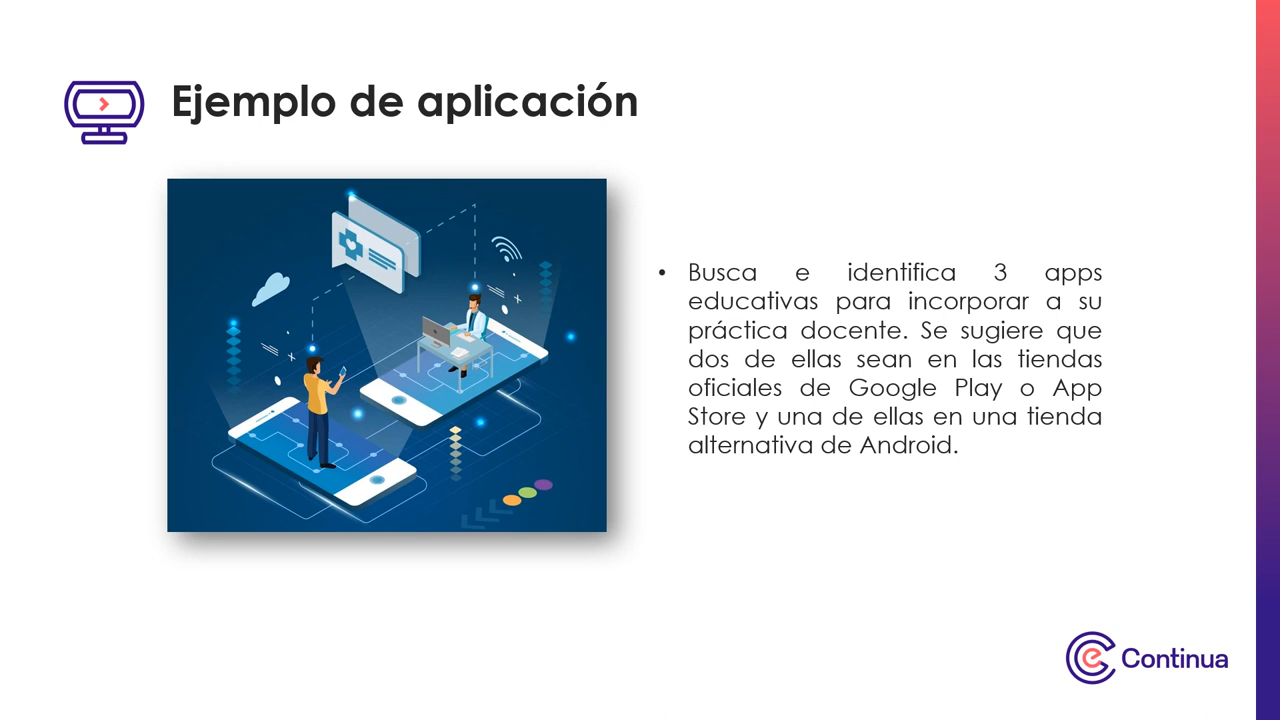 Ejemplo de aplicación
• Busca e identifica 3 apps
educativas para incorporar a su
práctica docente. Se sugiere que
dos de ellas sean en las tiendas
oficiales de Google Play o App
Store y una de ellas en una tienda
alternativa de Android.
Continua